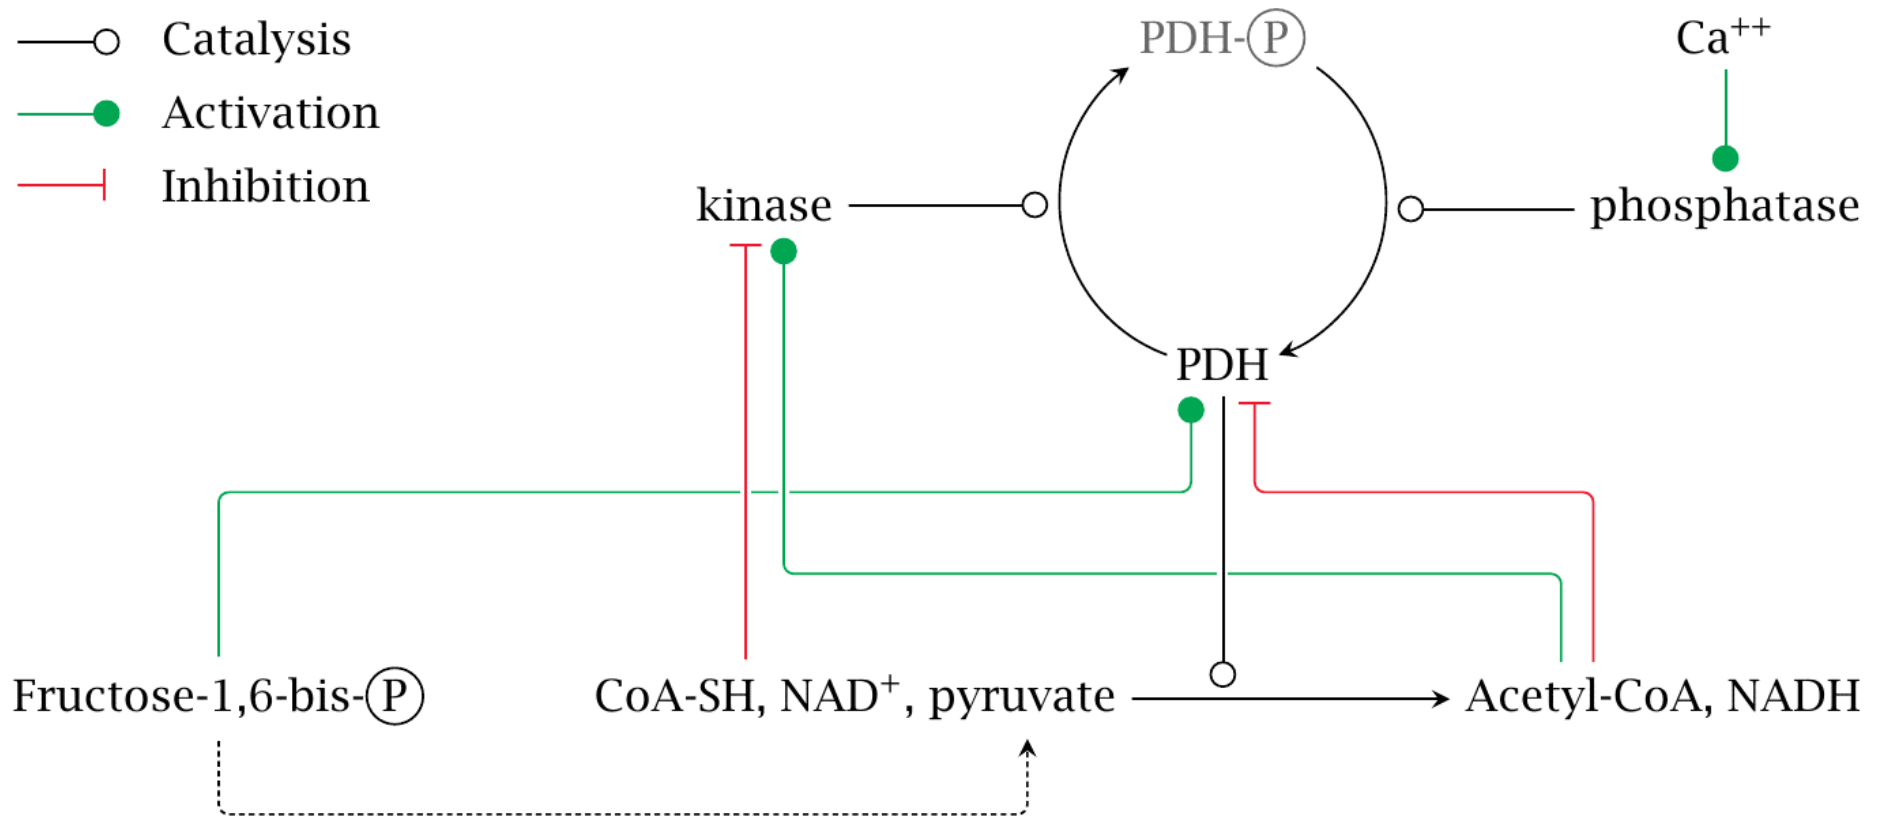 Catalysis
Activation
Inhibition
PDH-Ⓟ
Ca⁺⁺
kinase
phosphatase
PDH
Fructose-1,6-bis-Ⓟ
CoA-SH, NAD⁺, pyruvate
Acetyl-CoA, NADH